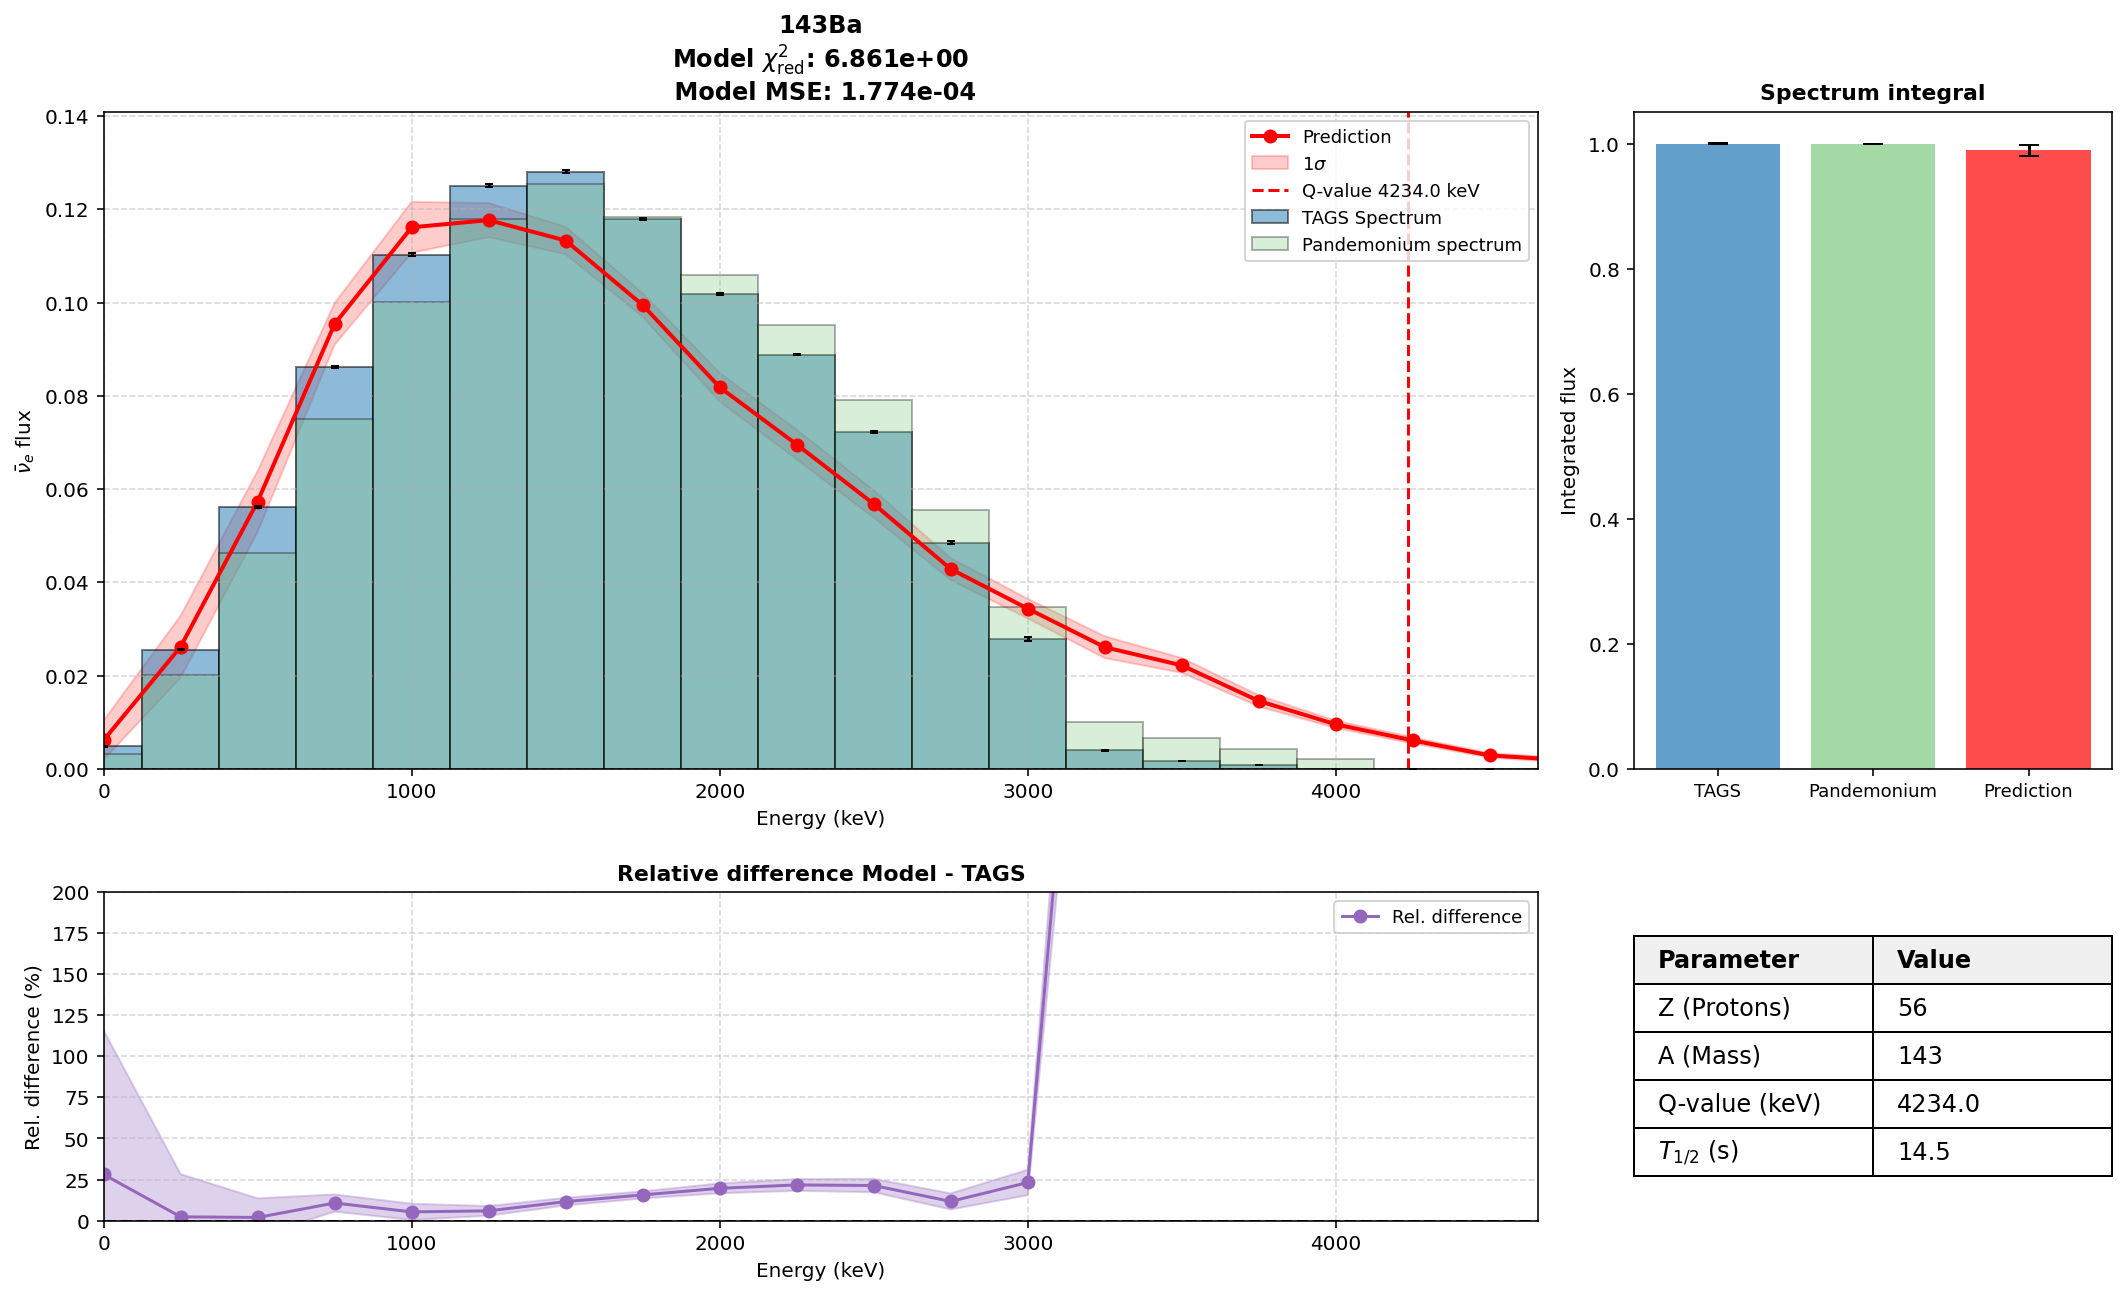 143Ba
Model χ²red: 6.861e+00
Model MSE: 1.774e-04
0.14
0.12
0.10
0.08
0.06
0.04
0.02
0.00
ν̄e flux
0 1000 2000 3000 4000
Energy (keV)
Prediction
1σ
Q-value 4234.0 keV
TAGS Spectrum
Pandemonium spectrum
Spectrum integral
1.0
0.8
0.6
0.4
0.2
0.0
Integrated flux
TAGS Pandemonium Prediction
Relative difference Model - TAGS
200
175
150
125
100
75
50
25
0
Rel. difference (%)
Rel. difference
0 1000 2000 3000 4000
Energy (keV)
Parameter Value
Z (Protons) 56
A (Mass) 143
Q-value (keV) 4234.0
T1/2 (s) 14.5